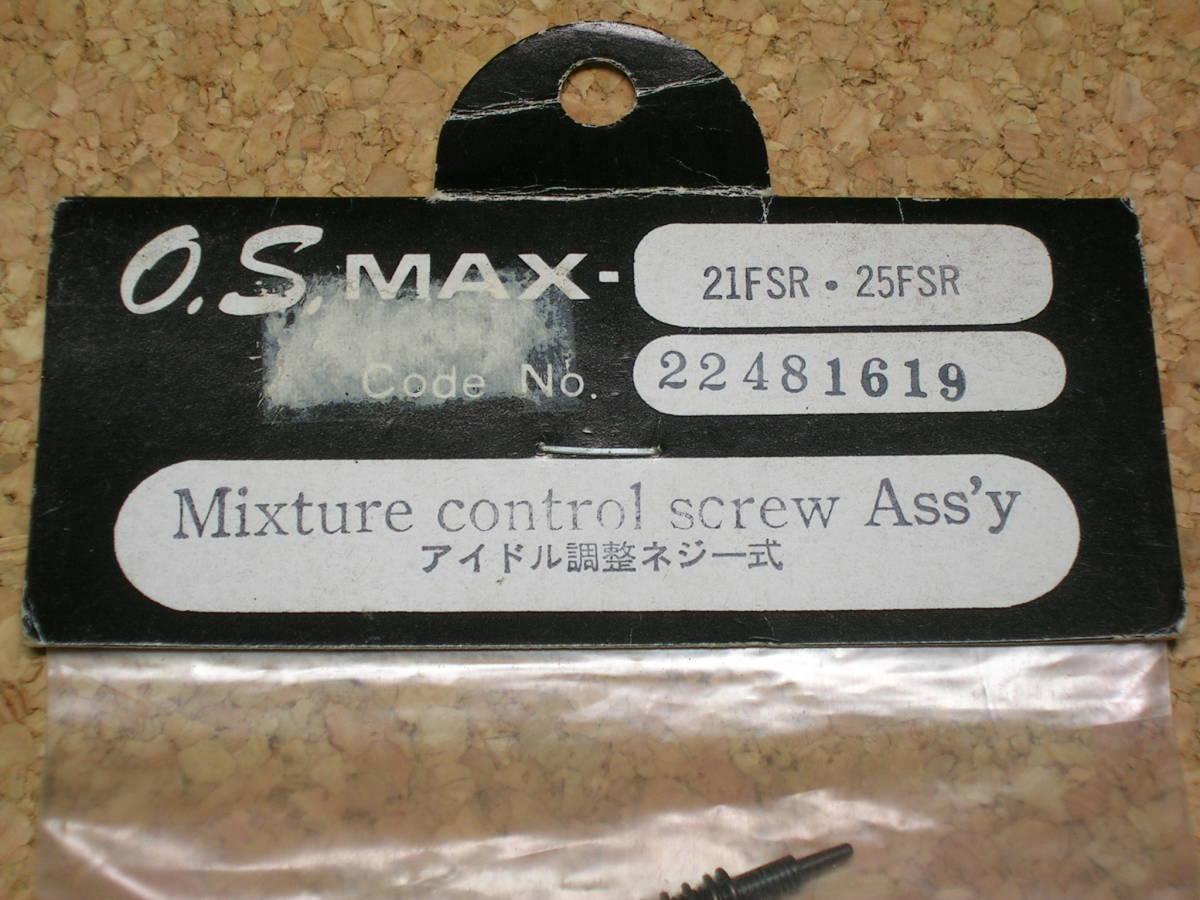 O.S.MAX-
21FSR・25FSR
Code No.
22481619
Mixture control screw Ass'y
アイドル調整ネジ一式